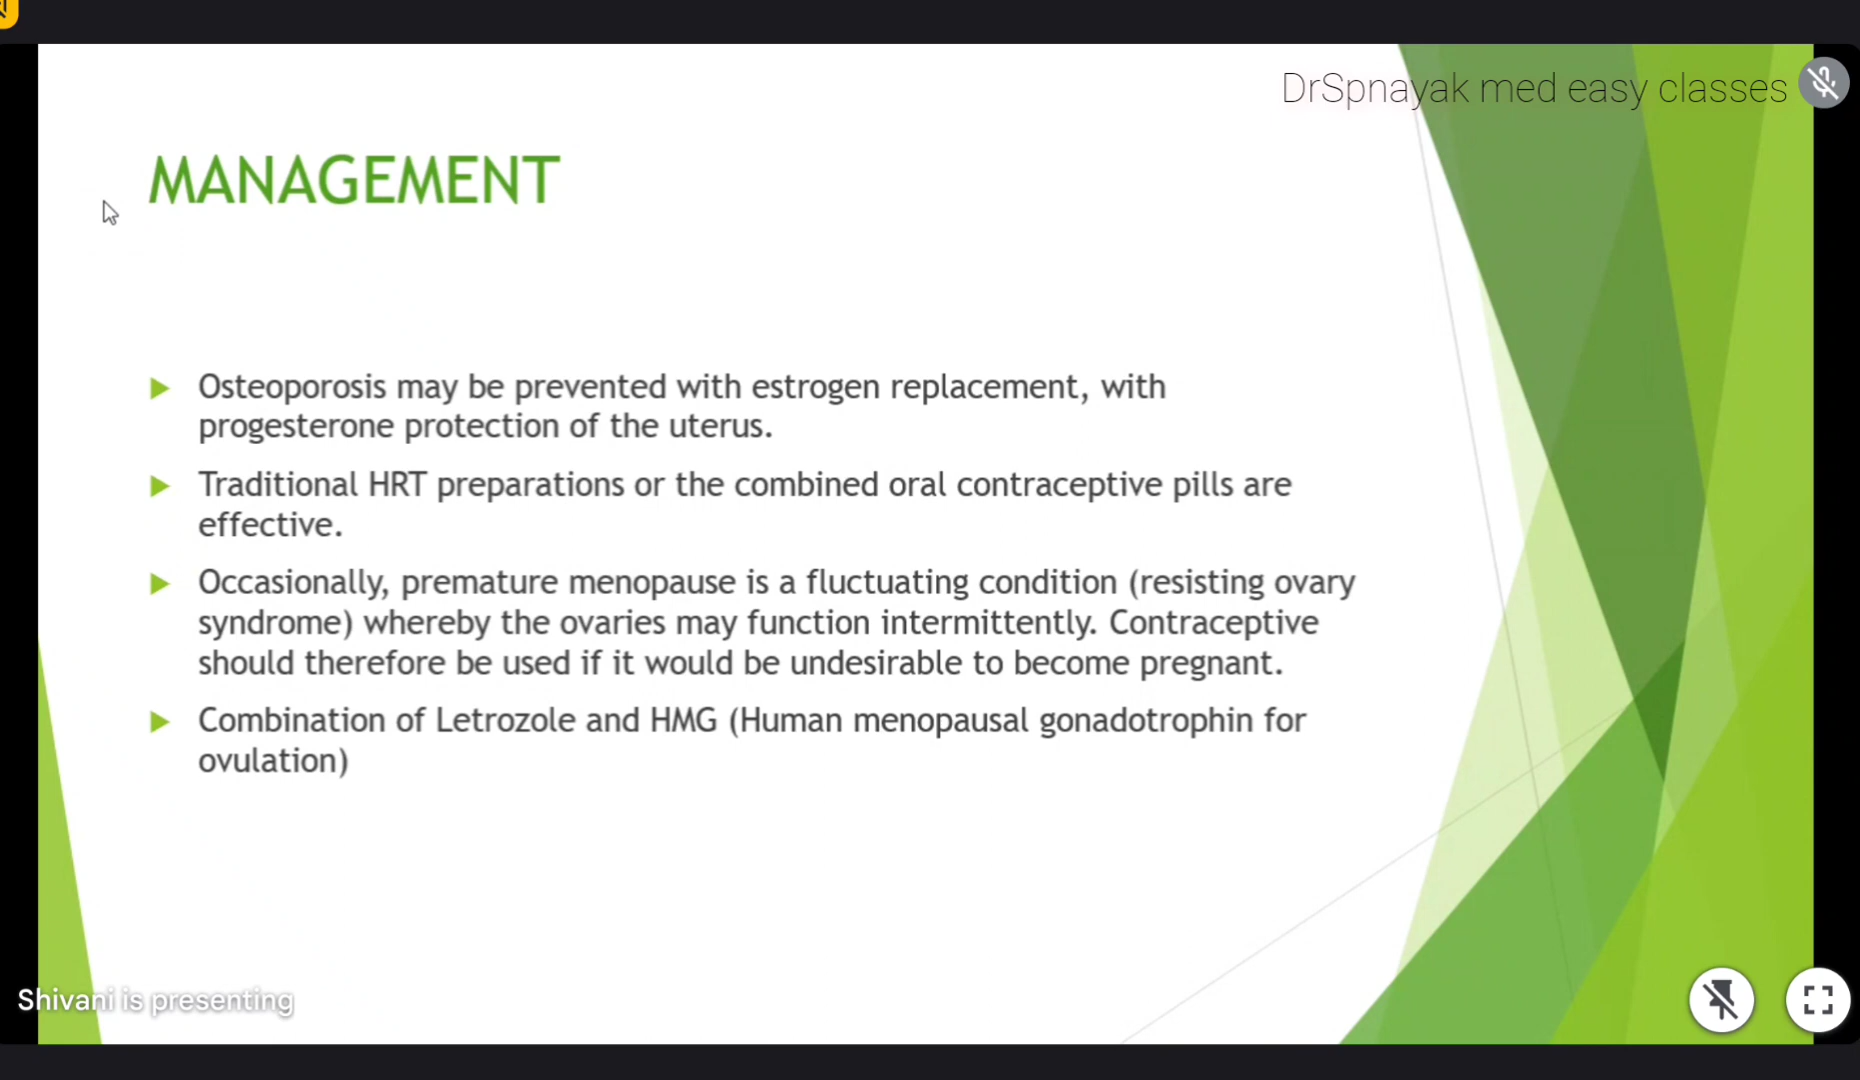 DrSpnayak med easy classes
MANAGEMENT
Osteoporosis may be prevented with estrogen replacement, with
progesterone protection of the uterus.
Traditional HRT preparations or the combined oral contraceptive pills are
effective.
Occasionally, premature menopause is a fluctuating condition (resisting ovary
syndrome) whereby the ovaries may function intermittently. Contraceptive
should therefore be used if it would be undesirable to become pregnant.
Combination of Letrozole and HMG (Human menopausal gonadotrophin for
ovulation)
Shivani is presenting